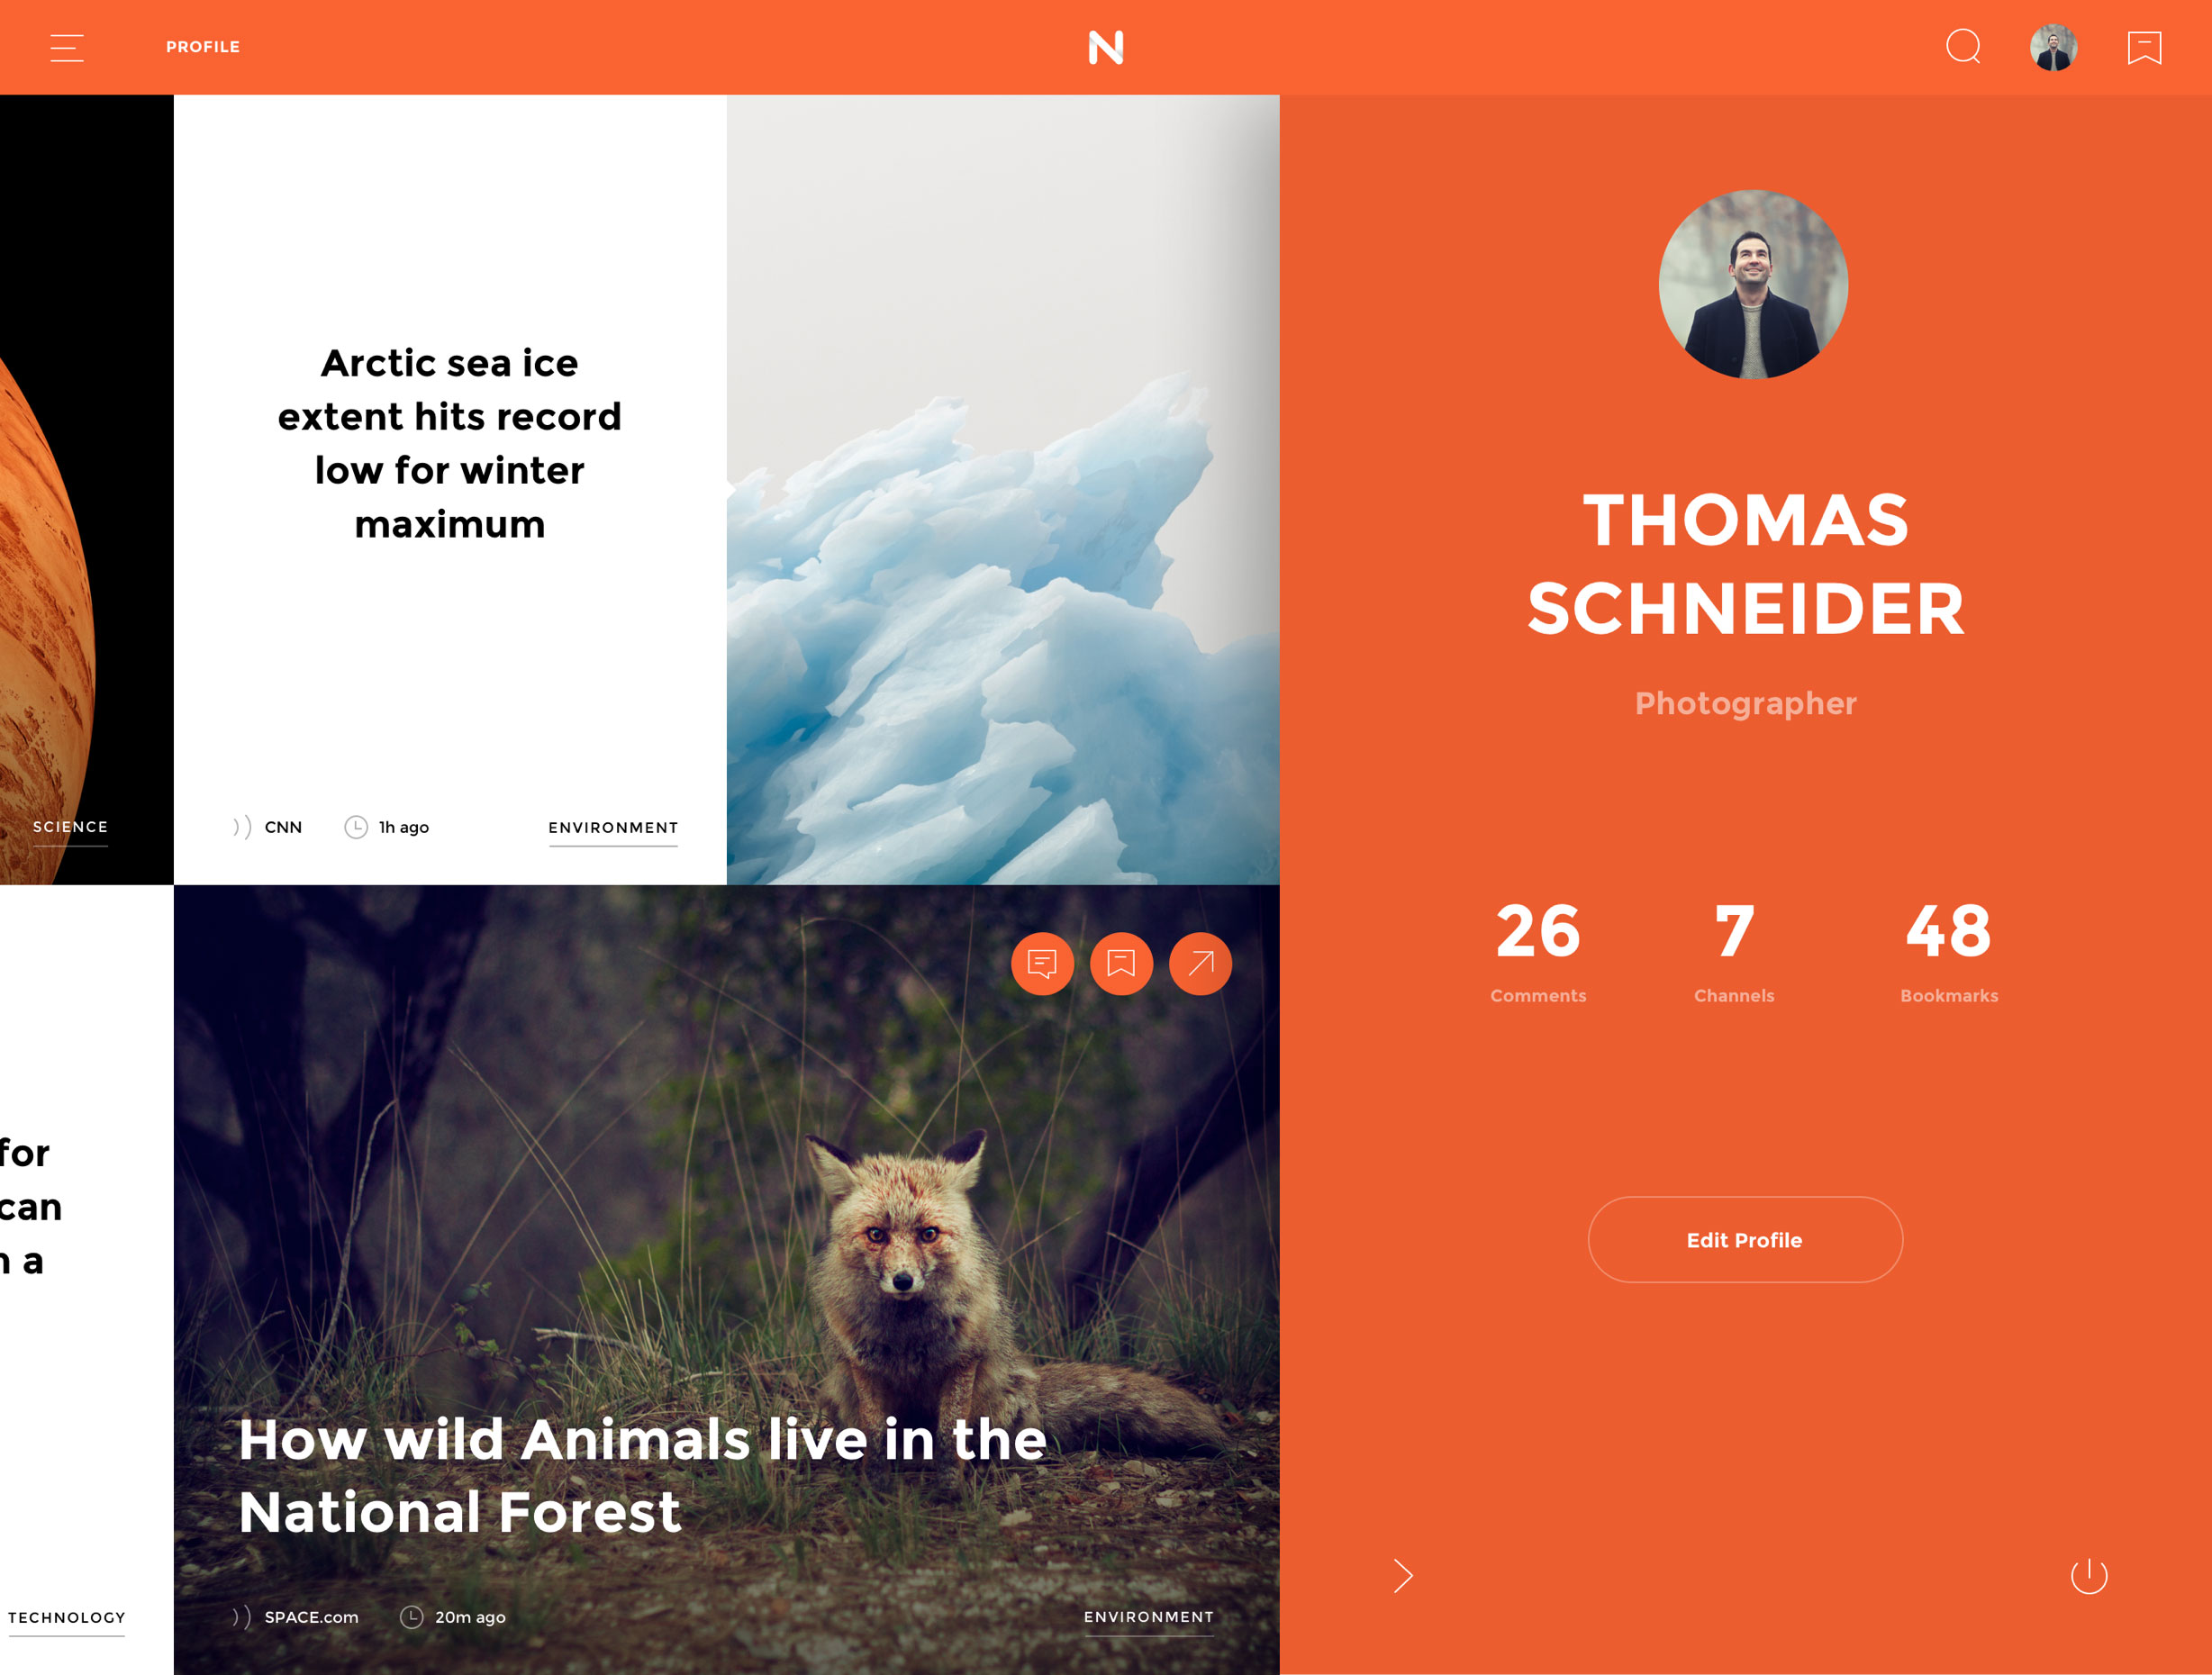 PROFILE
N
Arctic sea ice
extent hits record
low for winter
maximum
SCIENCE
CNN
1h ago
ENVIRONMENT
for
can
a
TECHNOLOGY
How wild Animals live in the
National Forest
SPACE.com
20m ago
ENVIRONMENT
THOMAS
SCHNEIDER
Photographer
26 7 48
Comments Channels Bookmarks
Edit Profile